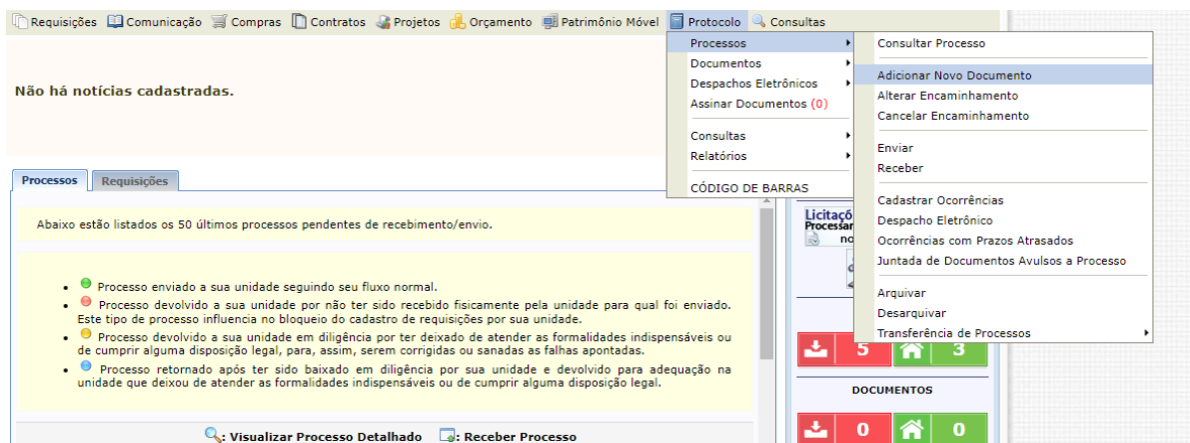 Requisições Comunicação Compras Contratos Projetos Orçamento Patrimônio Móvel Protocolo Consultas
Não há notícias cadastradas.
Processos
Documentos
Despachos Eletrônicos
Assinar Documentos (0)
Consultas
Relatórios
CÓDIGO DE BARRAS
Consultar Processo
Adicionar Novo Documento
Alterar Encaminhamento
Cancelar Encaminhamento
Enviar
Receber
Cadastrar Ocorrências
Despacho Eletrônico
Ocorrências com Prazos Atrasados
Juntada de Documentos Avulsos a Processo
Arquivar
Desarquivar
Transferência de Processos
Processos Requisições
Abaixo estão listados os 50 últimos processos pendentes de recebimento/envio.
Processo enviado a sua unidade seguindo seu fluxo normal.
Processo devolvido a sua unidade por não ter sido recebido fisicamente pela unidade para qual foi enviado.
Este tipo de processo influencia no bloqueio do cadastro de requisições por sua unidade.
Processo devolvido a sua unidade em diligência por ter deixado de atender as formalidades indispensáveis ou
de cumprir alguma disposição legal, para, assim, serem corrigidas ou sanadas as falhas apontadas.
Processo retornado após ter sido baixado em diligência por sua unidade e devolvido para adequação na
unidade que deixou de atender as formalidades indispensáveis ou de cumprir alguma disposição legal.
: Visualizar Processo Detalhado : Receber Processo
5 3
DOCUMENTOS
0 0